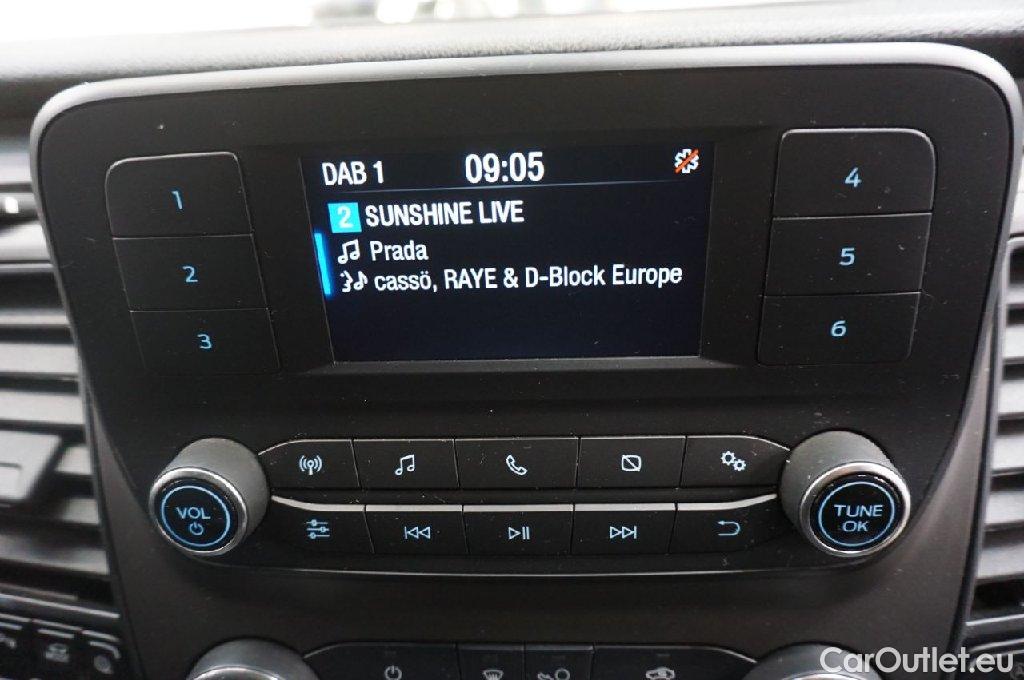 DAB 1 09:05
2 SUNSHINE LIVE
Prada
cassö, RAYE & D-Block Europe
1
2
3
4
5
6
VOL
TUNE
OK
CarOutlet.eu